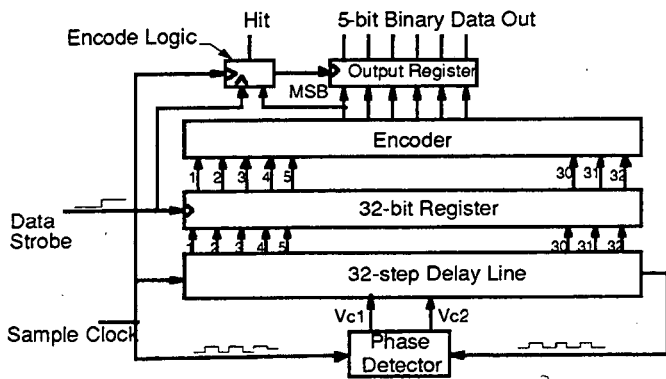 Hit
5-bit Binary Data Out
Encode Logic
Output Register
MSB
Encoder
1 2 3 4 5 30 31 32
32-bit Register
Data
Strobe
1 2 3 4 5 30 31 32
32-step Delay Line
Sample Clock
Vc1 Vc2
Phase
Detector